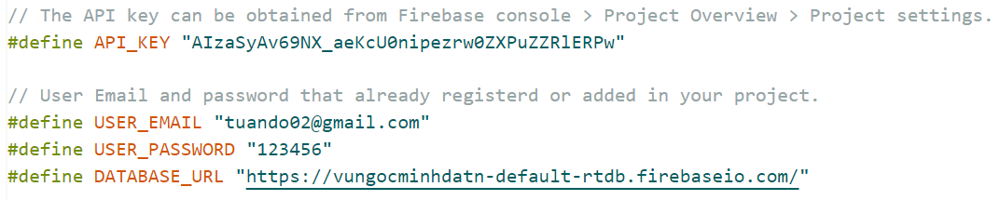 // The API key can be obtained from Firebase console > Project Overview > Project settings.
#define API_KEY "AIzaSyAv69NX_aeKcU0nipezrw0ZXPuZZRlERPw"
// User Email and password that already registerd or added in your project.
#define USER_EMAIL "tuando02@gmail.com"
#define USER_PASSWORD "123456"
#define DATABASE_URL "https://vungocminhdatn-default-rtdb.firebaseio.com/"